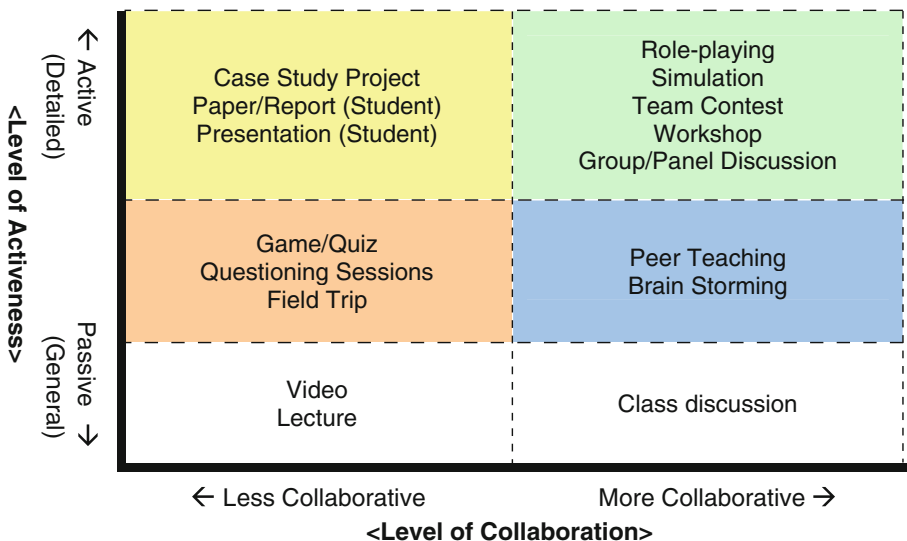 <Level of Activeness>
← Active
(Detailed)
Passive →
(General)
Case Study Project
Paper/Report (Student)
Presentation (Student)
Role-playing
Simulation
Team Contest
Workshop
Group/Panel Discussion
Game/Quiz
Questioning Sessions
Field Trip
Peer Teaching
Brain Storming
Video
Lecture
Class discussion
← Less Collaborative
More Collaborative →
<Level of Collaboration>